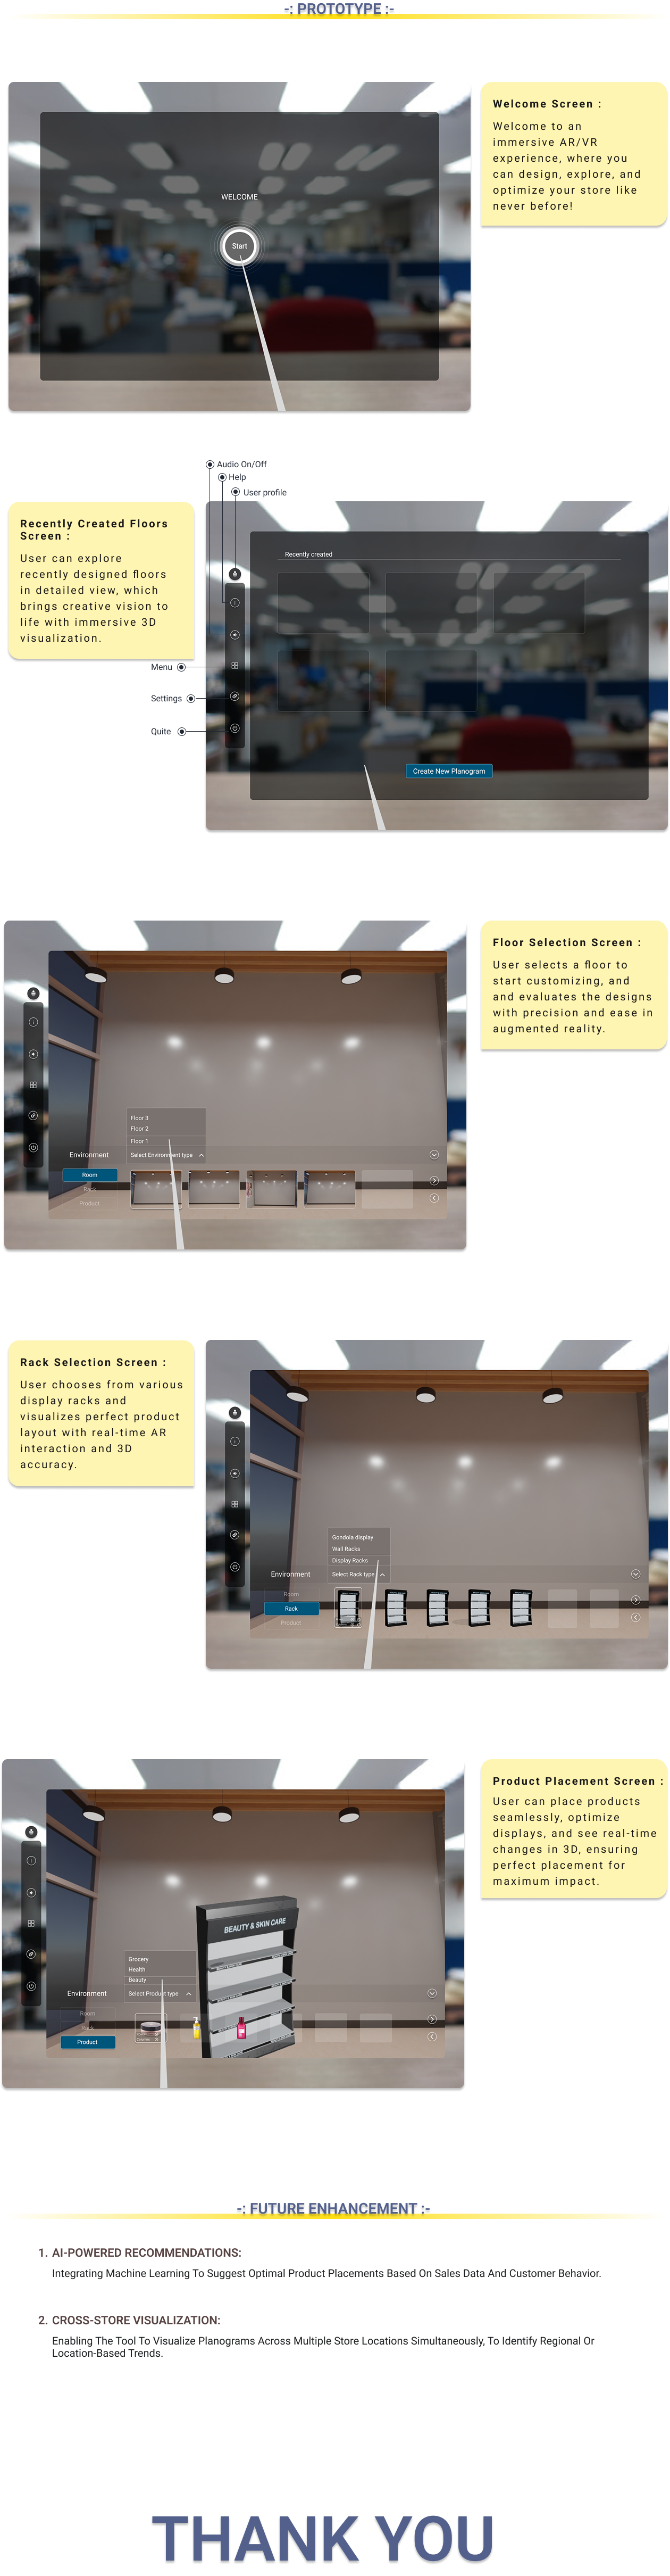 -: PROTOTYPE :-
WELCOME
Start
Welcome Screen :
Welcome to an
immersive AR/VR
experience, where you
can design, explore, and
optimize your store like
never before!
Audio On/Off
Help
User profile
Recently Created Floors
Screen :
User can explore
recently designed floors
in detailed view, which
brings creative vision to
life with immersive 3D
visualization.
Menu
Settings
Quite
Recently created
Create New Planogram
Floor 3
Floor 2
Floor 1
Environment
Select Environment type
Room
Rack
Product
Floor Selection Screen :
User selects a floor to
start customizing, and
and evaluates the designs
with precision and ease in
augmented reality.
Rack Selection Screen :
User chooses from various
display racks and
visualizes perfect product
layout with real-time AR
interaction and 3D
accuracy.
Gondola display
Wall Racks
Display Racks
Environment
Select Rack type
Room
Rack
Product
BEAUTY & SKIN CARE
Grocery
Health
Beauty
Environment
Select Product type
Room
Product
Product Placement Screen :
User can place products
seamlessly, optimize
displays, and see real-time
changes in 3D, ensuring
perfect placement for
maximum impact.
-: FUTURE ENHANCEMENT :-
1. AI-POWERED RECOMMENDATIONS:
Integrating Machine Learning To Suggest Optimal Product Placements Based On Sales Data And Customer Behavior.
2. CROSS-STORE VISUALIZATION:
Enabling The Tool To Visualize Planograms Across Multiple Store Locations Simultaneously, To Identify Regional Or
Location-Based Trends.
THANK YOU